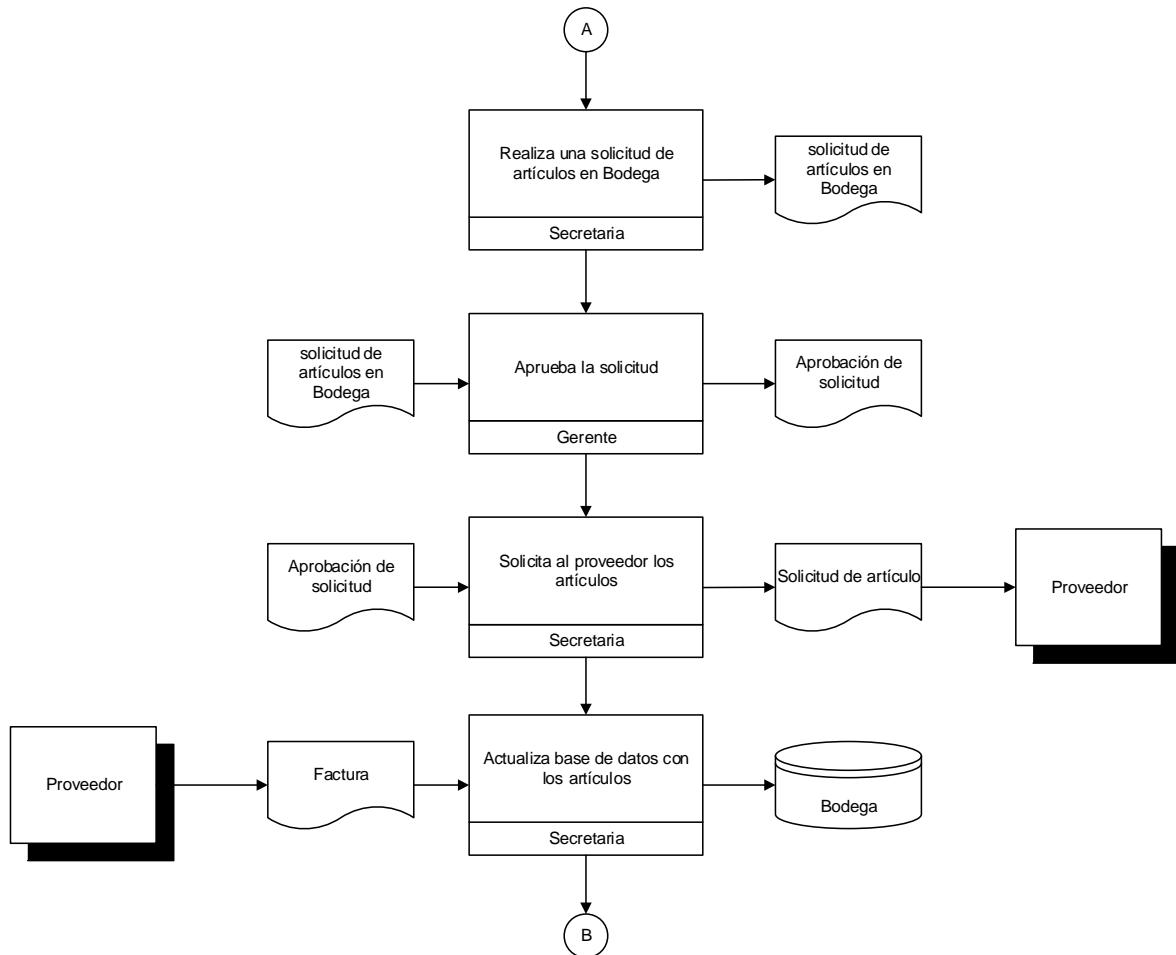 A
Realiza una solicitud de
artículos en Bodega
Secretaria
solicitud de
artículos en
Bodega
solicitud de
artículos en
Bodega
Aprueba la solicitud
Gerente
Aprobación de
solicitud
Aprobación de
solicitud
Solicita al proveedor los
artículos
Secretaria
Solicitud de artículo
Proveedor
Proveedor
Factura
Actualiza base de datos con
los artículos
Secretaria
Bodega
B